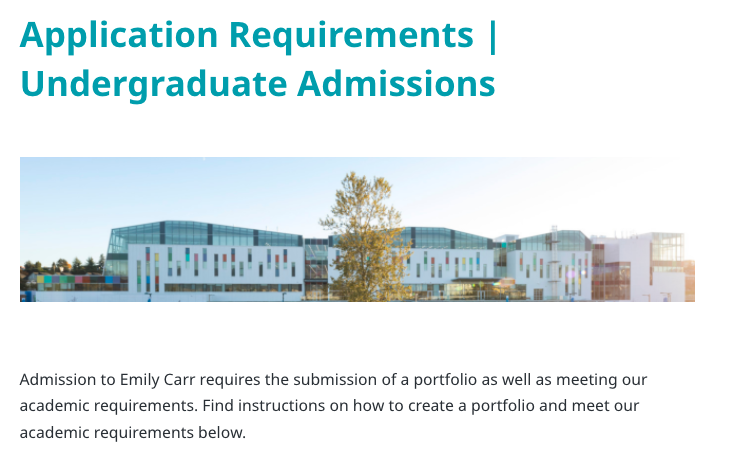 Application Requirements |
Undergraduate Admissions
Admission to Emily Carr requires the submission of a portfolio as well as meeting our
academic requirements. Find instructions on how to create a portfolio and meet our
academic requirements below.